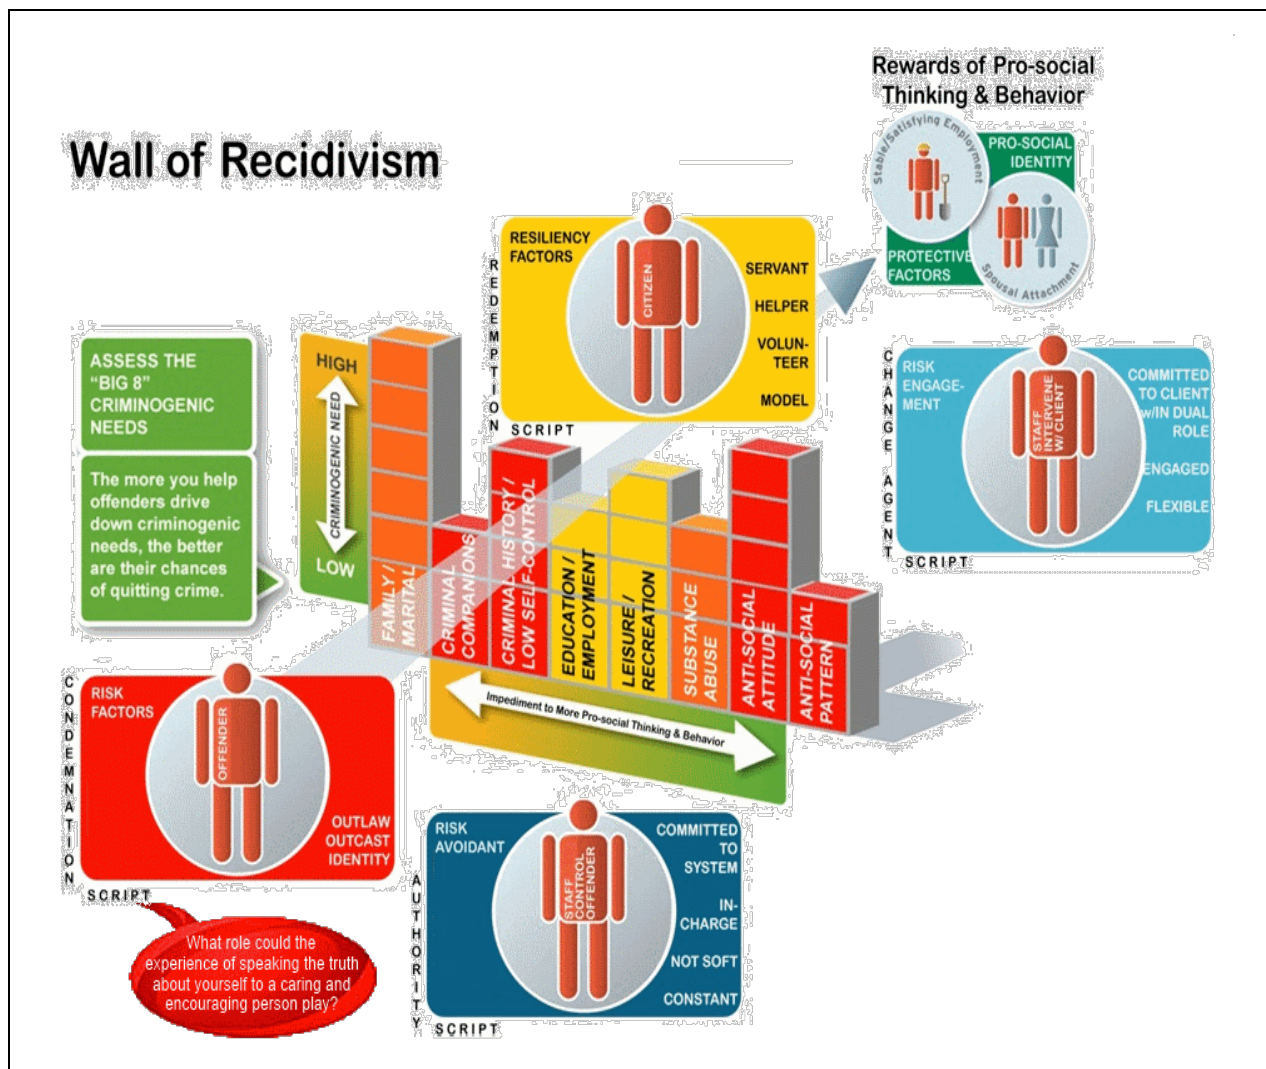 Wall of Recidivism
Rewards of Pro-social
Thinking & Behavior
Stable/Satisfying Employment
PRO-SOCIAL
IDENTITY
PROTECTIVE
FACTORS
Spousal Attachment
RESILIENCY
FACTORS
CITIZEN
SERVANT
HELPER
VOLUN-
TEER
MODEL
REDEMPTION
SCRIPT
ASSESS THE
“BIG 8”
CRIMINOGENIC
NEEDS
The more you help
offenders drive
down criminogenic
needs, the better
are their chances
of quitting crime.
HIGH
CRIMINOGENIC NEED
LOW
FAMILY /
MARITAL
CRIMINAL
COMPANIONS
CRIMINAL HISTORY /
LOW SELF-CONTROL
EDUCATION /
EMPLOYMENT
LEISURE /
RECREATION
SUBSTANCE
ABUSE
ANTI-SOCIAL
ATTITUDE
ANTI-SOCIAL
PATTERN
Impediment to More Pro-social Thinking & Behavior
CHANGE AGENT
RISK
ENGAGE-
MENT
STAFF
INTERVENE
W/ CLIENT
COMMITTED
TO CLIENT
w/IN DUAL
ROLE
ENGAGED
FLEXIBLE
SCRIPT
CONDEMNATION
RISK
FACTORS
OFFENDER
OUTLAW
OUTCAST
IDENTITY
SCRIPT
What role could the
experience of speaking the truth
about yourself to a caring and
encouraging person play?
AUTHORITY
RISK
AVOIDANT
STAFF
CONTROL
OFFENDER
COMMITTED
TO
SYSTEM
IN-
CHARGE
NOT SOFT
CONSTANT
SCRIPT